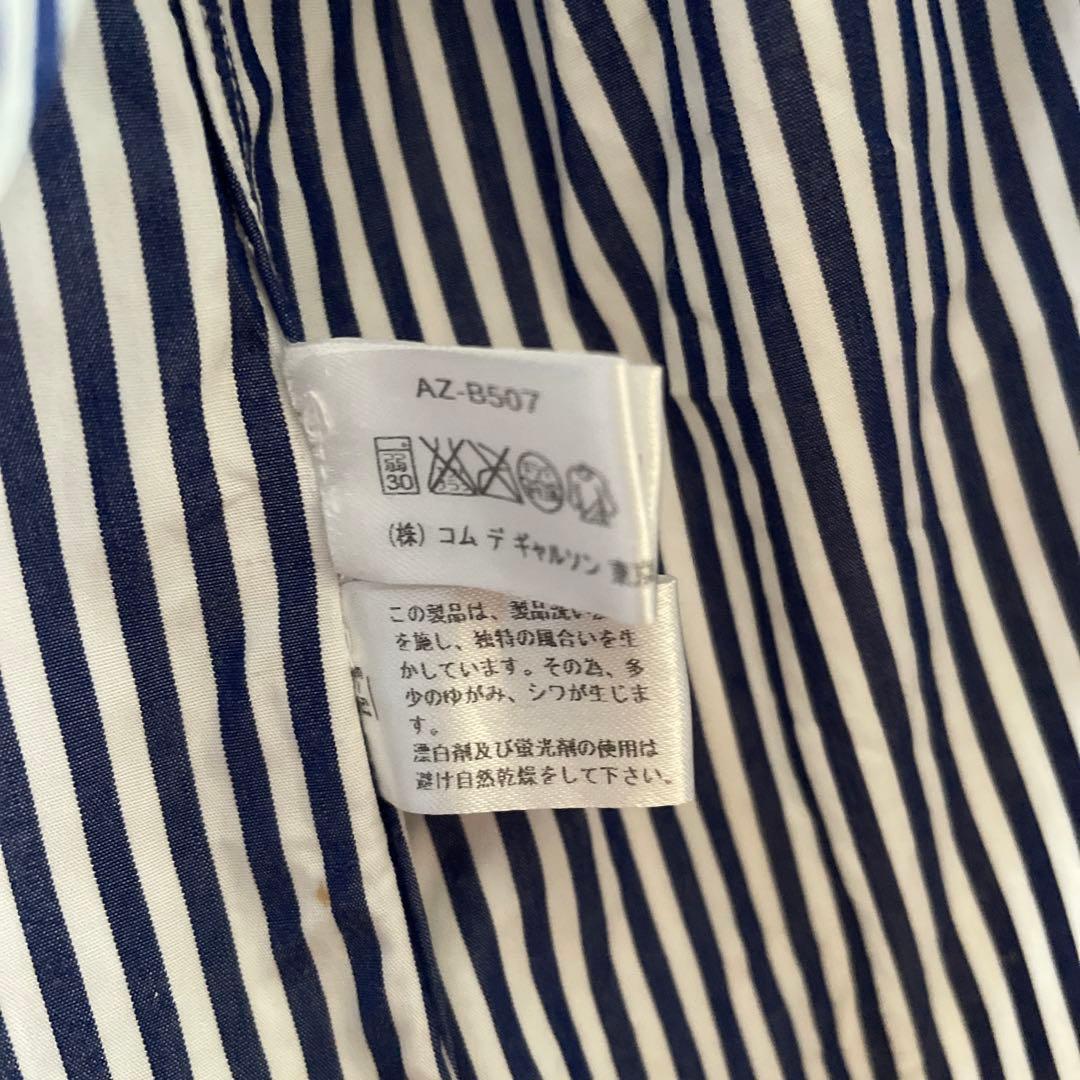 AZ-B507
弱
30
(株) コム デ ギャルソン
この製品は、製品洗い
を施し、独特の風合いを生
かしています。その為、多
少のゆがみ、シワが生じま
す。
漂白剤及び蛍光剤の使用は
避け自然乾燥をして下さい。